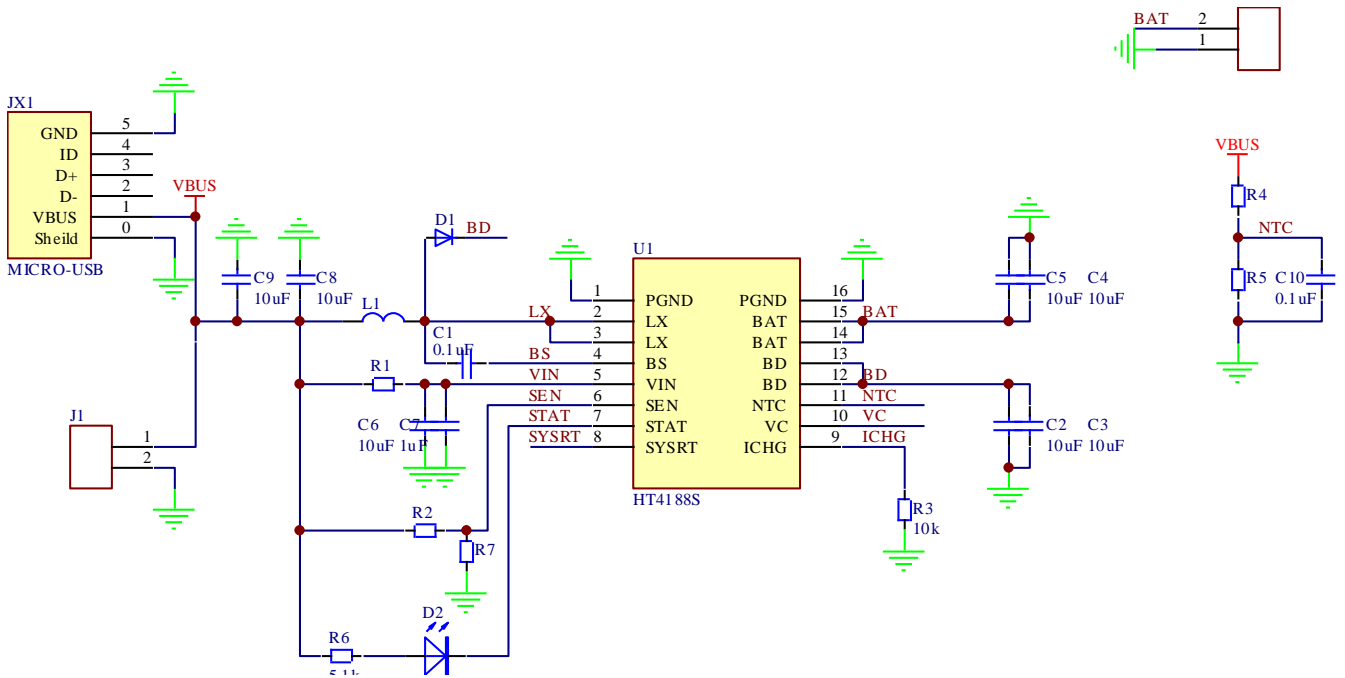 BAT 2
1
JX1
GND 5
ID 4
D+ 3
D- 2
VBUS 1
Sheild 0
MICRO-USB
VBUS
VBUS
R4
NTC
R5 C10
0.1uF
D1 BD
C9 C8
10uF 10uF
L1
C1
0.1uF
R1
U1
1 PGND PGND 16
LX 2 LX BAT 15 BAT
3 LX BAT 14
BS 4 BS BD 13
VIN 5 VIN BD 12 BD
SEN 6 SEN NTC 11 NTC
STAT 7 STAT VC 10 VC
SYSRT 8 SYSRT ICHG 9 ICHG
HT4188S
C5 C4
10uF 10uF
C2 C3
10uF 10uF
C6 C7
10uF 1uF
J1
1
2
R2
R7
R3
10k
D2
R6
5.1k